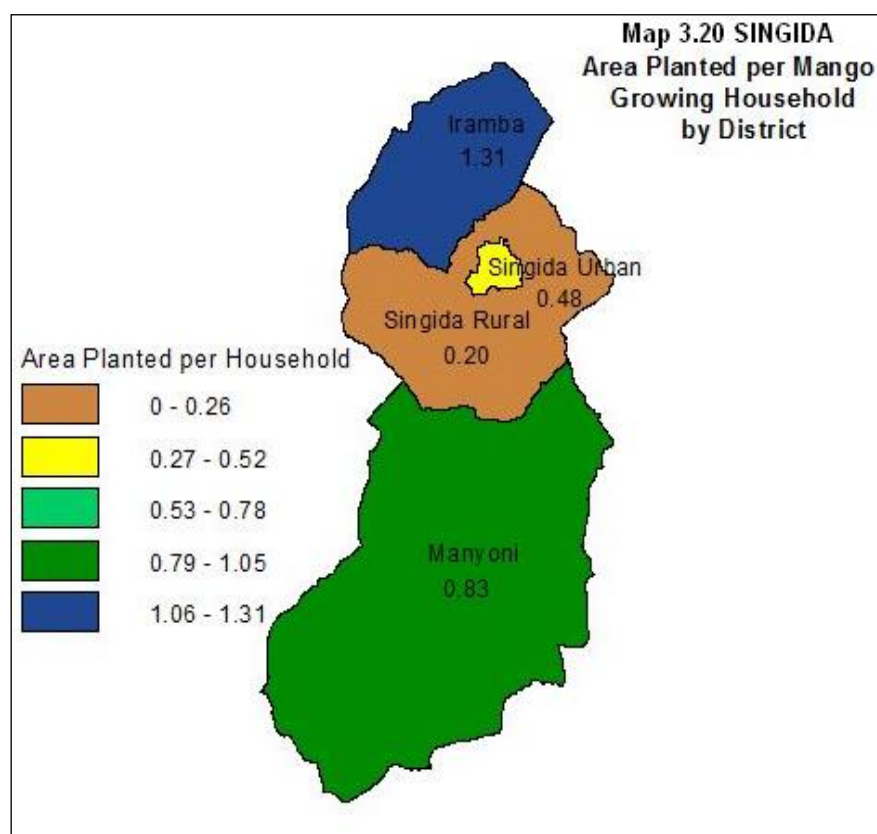 Map 3.20 SINGIDA
Area Planted per Mango
Growing Household
by District
Iramba
1.31
Singida Urban
0.48
Singida Rural
0.20
Area Planted per Household
0 - 0.26
0.27 - 0.52
0.53 - 0.78
0.79 - 1.05
1.06 - 1.31
Manyoni
0.83